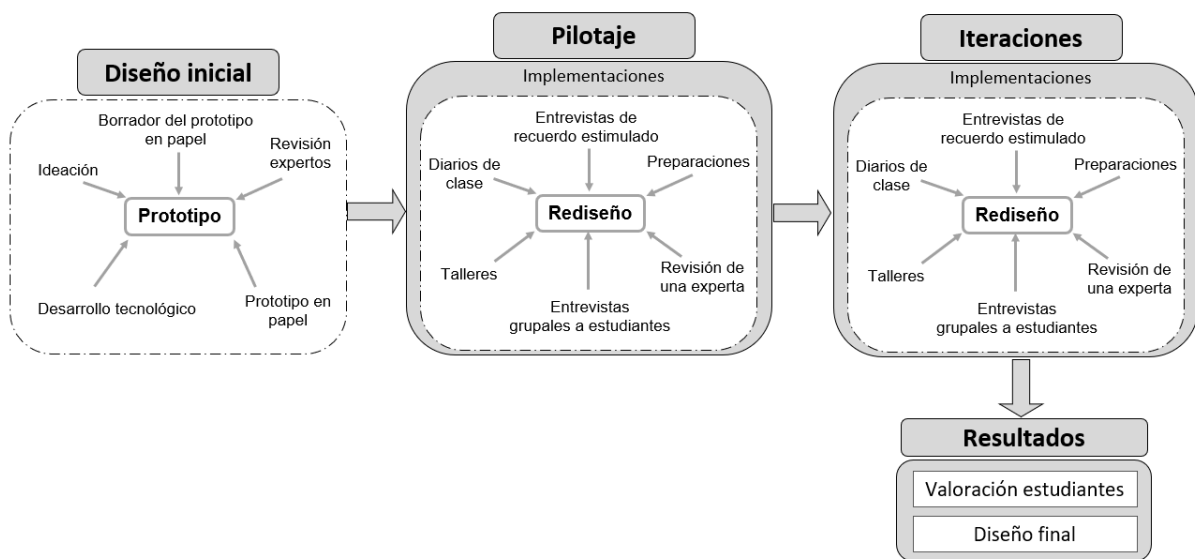 Diseño inicial
Borrador del prototipo
en papel
Revisión
expertos
Ideación
Prototipo
Desarrollo tecnológico
Prototipo en
papel
Pilotaje
Implementaciones
Entrevistas de
recuerdo estimulado
Diarios de
clase
Preparaciones
Rediseño
Talleres
Revisión de
una experta
Entrevistas
grupales a estudiantes
Iteraciones
Implementaciones
Entrevistas de
recuerdo estimulado
Diarios de
clase
Preparaciones
Rediseño
Talleres
Revisión de
una experta
Entrevistas
grupales a estudiantes
Resultados
Valoración estudiantes
Diseño final